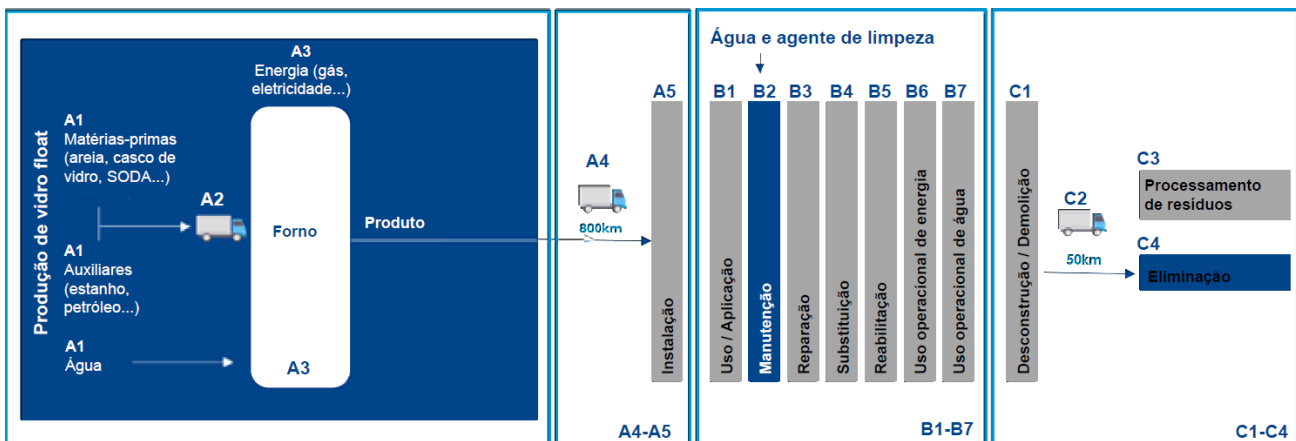 Produção de vidro float
A3
Energia (gás,
eletricidade...)
A1
Matérias-primas
(areia, casco de
vidro, SODA...)
A2
A1
Auxiliares
(estanho,
petróleo...)
A1
Água
Forno
A3
Produto
A4
800km
A5
Instalação
A4-A5
Água e agente de limpeza
B1
B2
B3
B4
B5
B6
B7
Uso / Aplicação
Manutenção
Reparação
Substituição
Reabilitação
Uso operacional de energia
Uso operacional de água
B1-B7
C1
Desconstrução / Demolição
C2
50km
C3
Processamento
de resíduos
C4
Eliminação
C1-C4